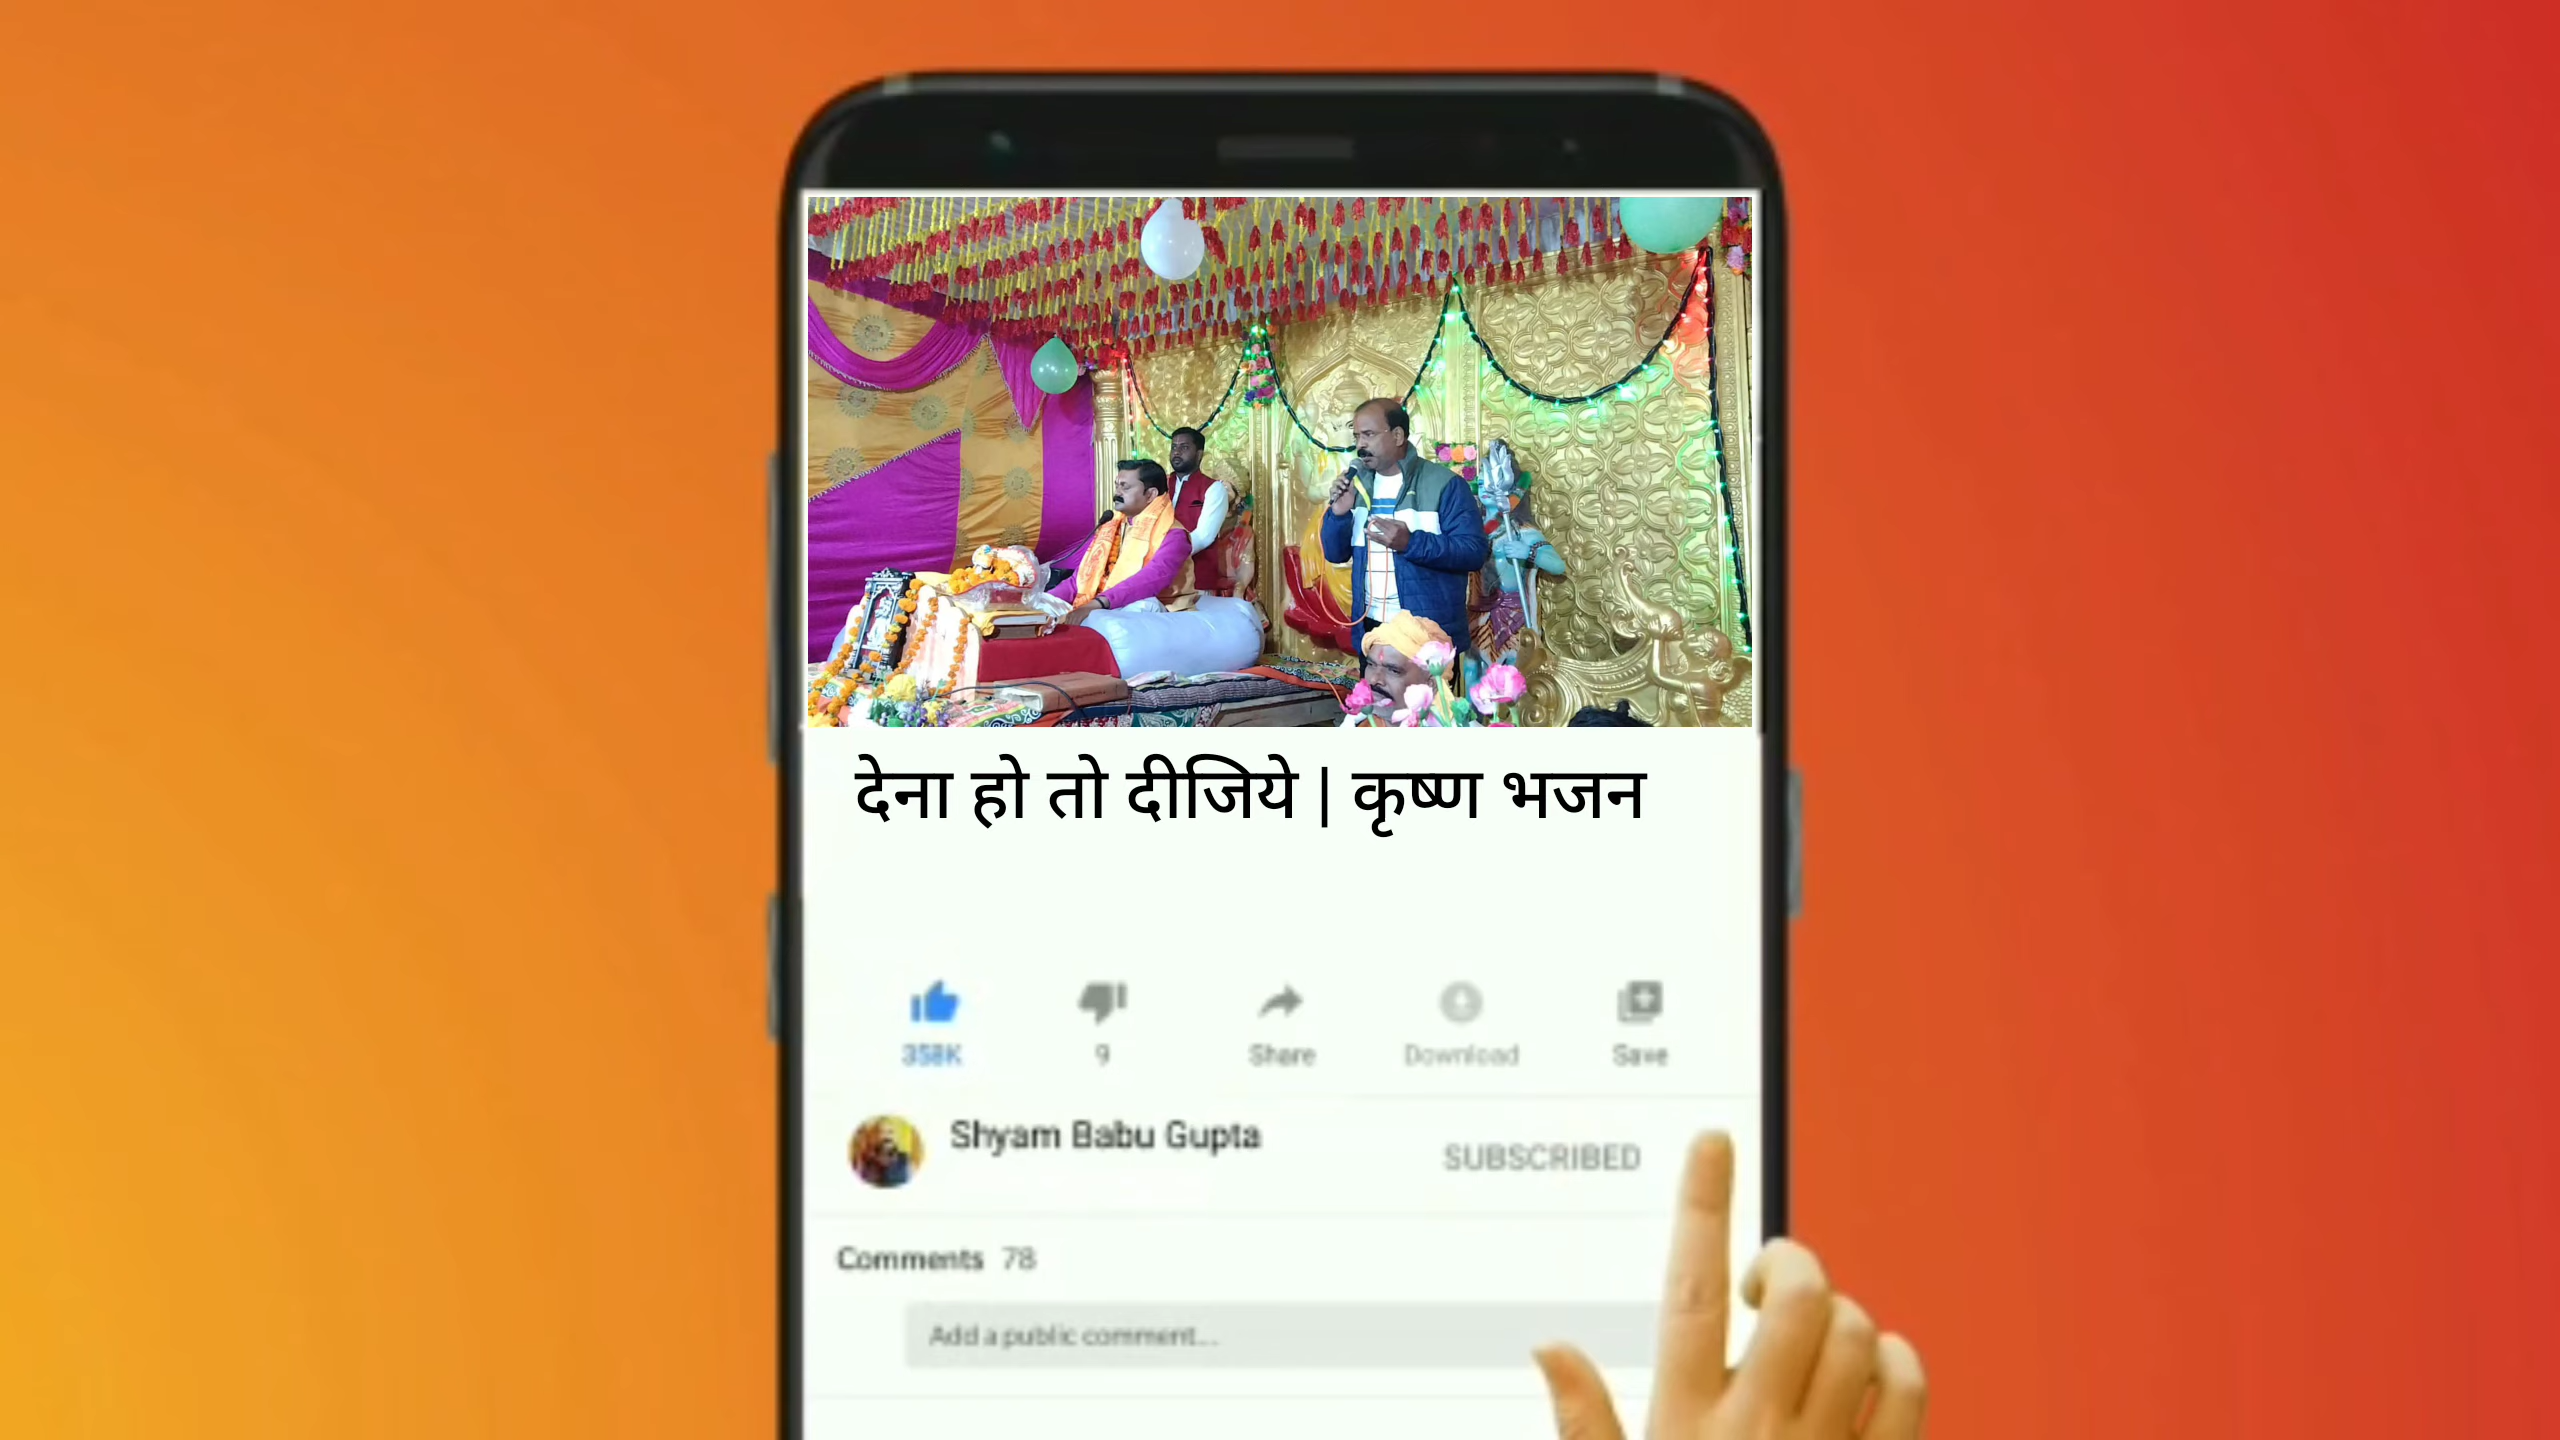 देना हो तो दीजिये | कृष्ण भजन
358K
9
Share
Download
Save
Shyam Babu Gupta
SUBSCRIBED
Comments 78
Add a public comment...